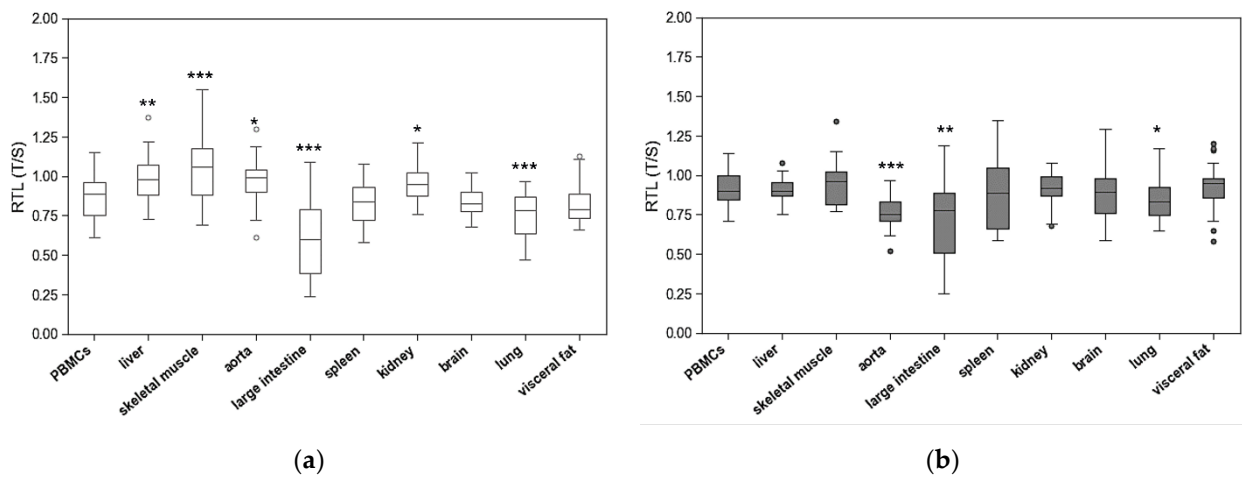 2.00
1.75
1.50
1.25
1.00
0.75
0.50
0.25
0.00
RTL (T/S)
** *** * *** * ***
PBMCs liver skeletal muscle aorta large intestine spleen kidney brain lung visceral fat
(a)
2.00
1.75
1.50
1.25
1.00
0.75
0.50
0.25
0.00
RTL (T/S)
*** ** *
PBMCs liver skeletal muscle aorta large intestine spleen kidney brain lung visceral fat
(b)